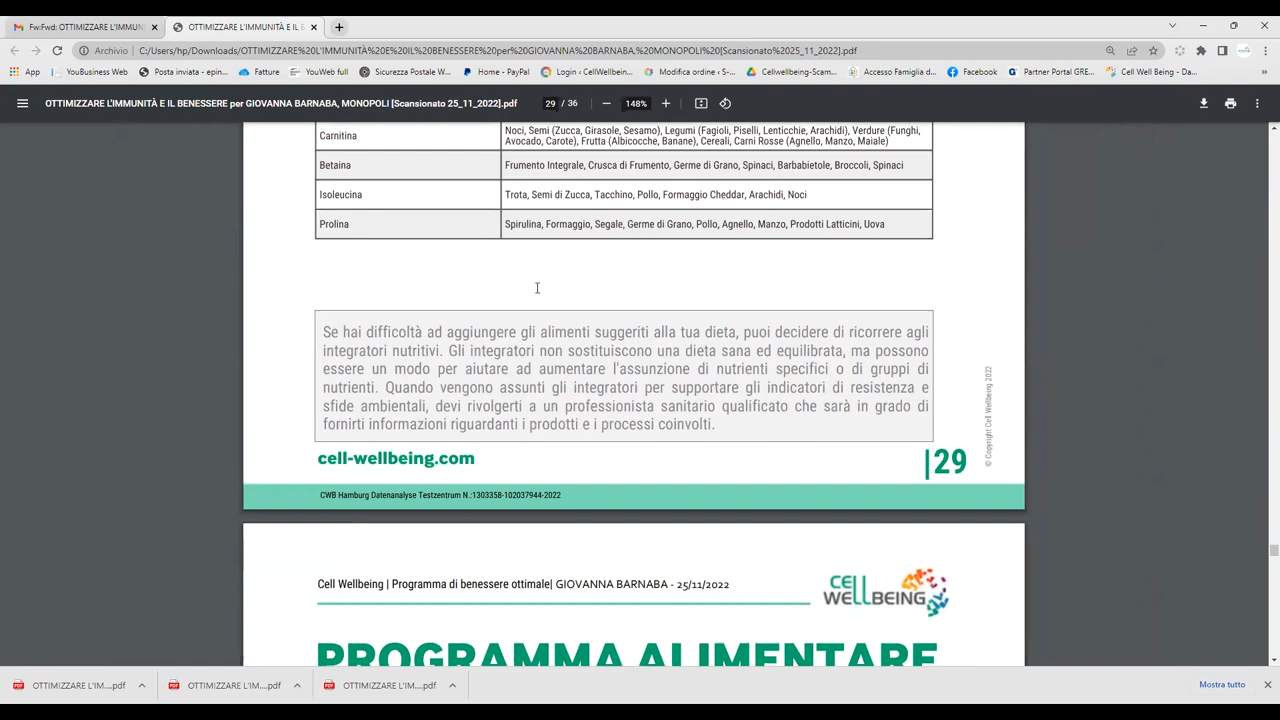 Fw:Fwd: OTTIMIZZARE L'IMMUN
OTTIMIZZARE L'IMMUNITÀ E IL B
Archivio
C:/Users/hp/Downloads/OTTIMIZZARE%20L'IMMUNITÀ%20E%20IL%20BENESSERE%20per%20GIOVANNA%20BARNABA,%20MONOPOLI%20[Scansionato%2025_11_2022].pdf
App
YouBusiness Web
Posta inviata - epin...
Fatture
YouWeb full
Sicurezza Postale W...
Home - PayPal
Login ‹ CellWellbein...
Modifica ordine ‹ S-...
Cellwellbeing-Scam...
Accesso Famiglia d...
Facebook
Partner Portal GRE...
Cell Well Being - Da...
OTTIMIZZARE L'IMMUNITÀ E IL BENESSERE per GIOVANNA BARNABA, MONOPOLI [Scansionato 25_11_2022].pdf
29 / 36
148%
Carnitina
Noci, Semi (Zucca, Girasole, Sesamo), Legumi (Fagioli, Piselli, Lenticchie, Arachidi), Verdure (Funghi,
Avocado, Carote), Frutta (Albicocche, Banane), Cereali, Carni Rosse (Agnello, Manzo, Maiale)
Betaina
Frumento Integrale, Crusca di Frumento, Germe di Grano, Spinaci, Barbabietole, Broccoli, Spinaci
Isoleucina
Trota, Semi di Zucca, Tacchino, Pollo, Formaggio Cheddar, Arachidi, Noci
Prolina
Spirulina, Formaggio, Segale, Germe di Grano, Pollo, Agnello, Manzo, Prodotti Latticini, Uova
Se hai difficoltà ad aggiungere gli alimenti suggeriti alla tua dieta, puoi decidere di ricorrere agli
integratori nutritivi. Gli integratori non sostituiscono una dieta sana ed equilibrata, ma possono
essere un modo per aiutare ad aumentare l'assunzione di nutrienti specifici o di gruppi di
nutrienti. Quando vengono assunti gli integratori per supportare gli indicatori di resistenza e
sfide ambientali, devi rivolgerti a un professionista sanitario qualificato che sarà in grado di
fornirti informazioni riguardanti i prodotti e i processi coinvolti.
© Copyright Cell Wellbeing 2022
cell-wellbeing.com
|29
CWB Hamburg Datenanalyse Testzentrum N.:1303358-102037944-2022
Cell Wellbeing | Programma di benessere ottimale| GIOVANNA BARNABA - 25/11/2022
CELL
WELLBEING
PROGRAMMA ALIMENTARE
OTTIMIZZARE L'IM....pdf
OTTIMIZZARE L'IM....pdf
OTTIMIZZARE L'IM....pdf
Mostra tutto